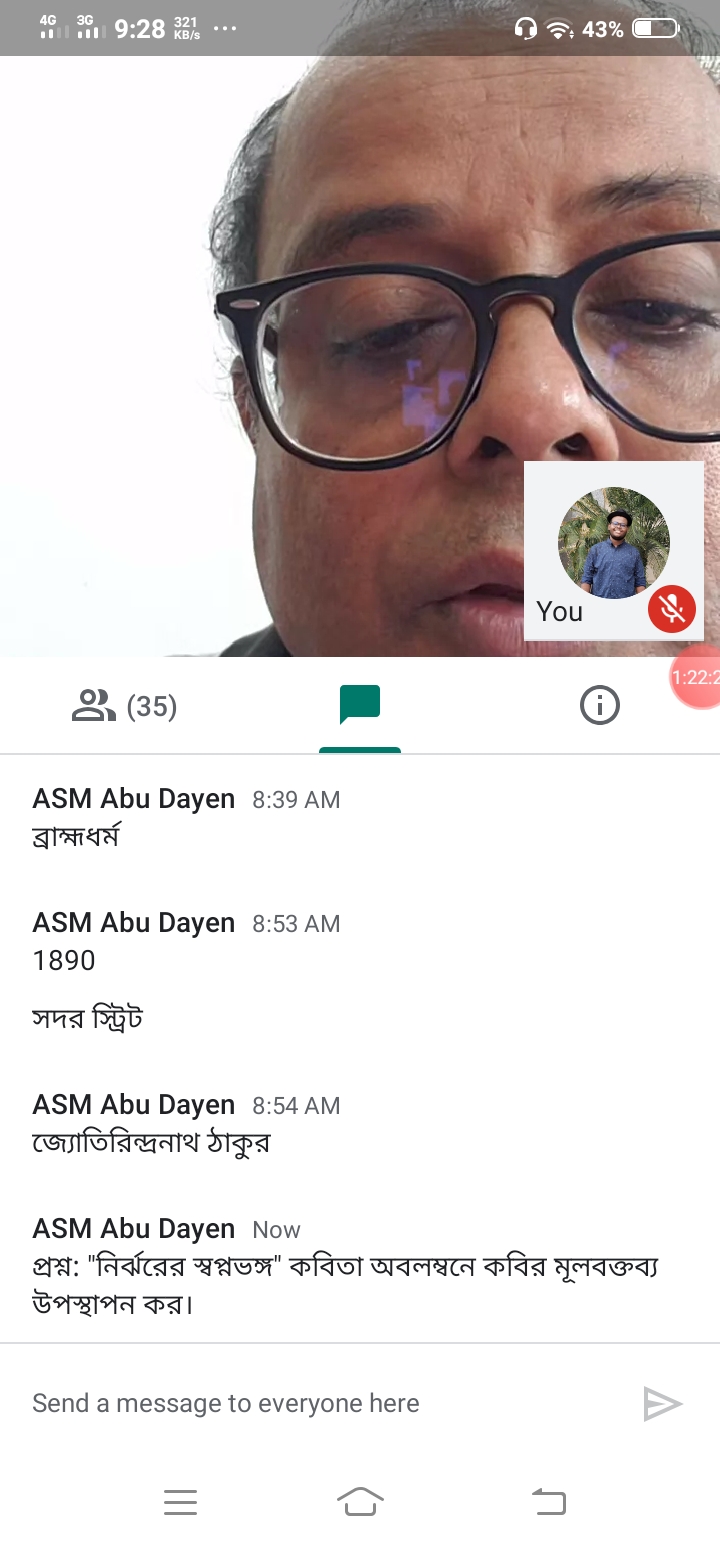 4G 3G 9:28 321 KB/s ... 43%
You
1:22:2
(35)
ASM Abu Dayen 8:39 AM
ব্রাহ্মধর্ম
ASM Abu Dayen 8:53 AM
1890
সদর স্ট্রিট
ASM Abu Dayen 8:54 AM
জ্যোতিরিন্দ্রনাথ ঠাকুর
ASM Abu Dayen Now
প্রশ্ন: "নির্ঝরের স্বপ্নভঙ্গ" কবিতা অবলম্বনে কবির মূলবক্তব্য
উপস্থাপন কর।
Send a message to everyone here